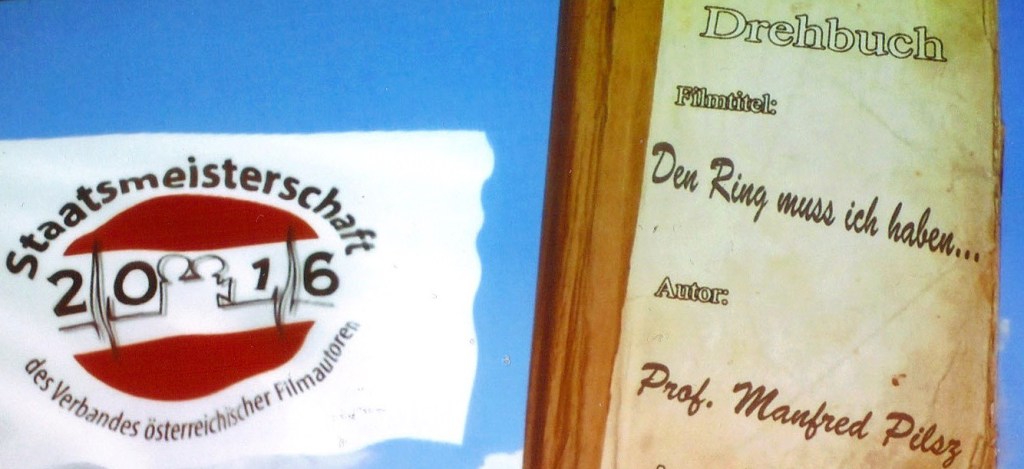 Staatsmeisterschaft
2016
des Verbandes österreichischer Filmautoren
Drehbuch
Filmtitel:
Den Ring muss ich haben...
Autor:
Prof. Manfred Pilsz